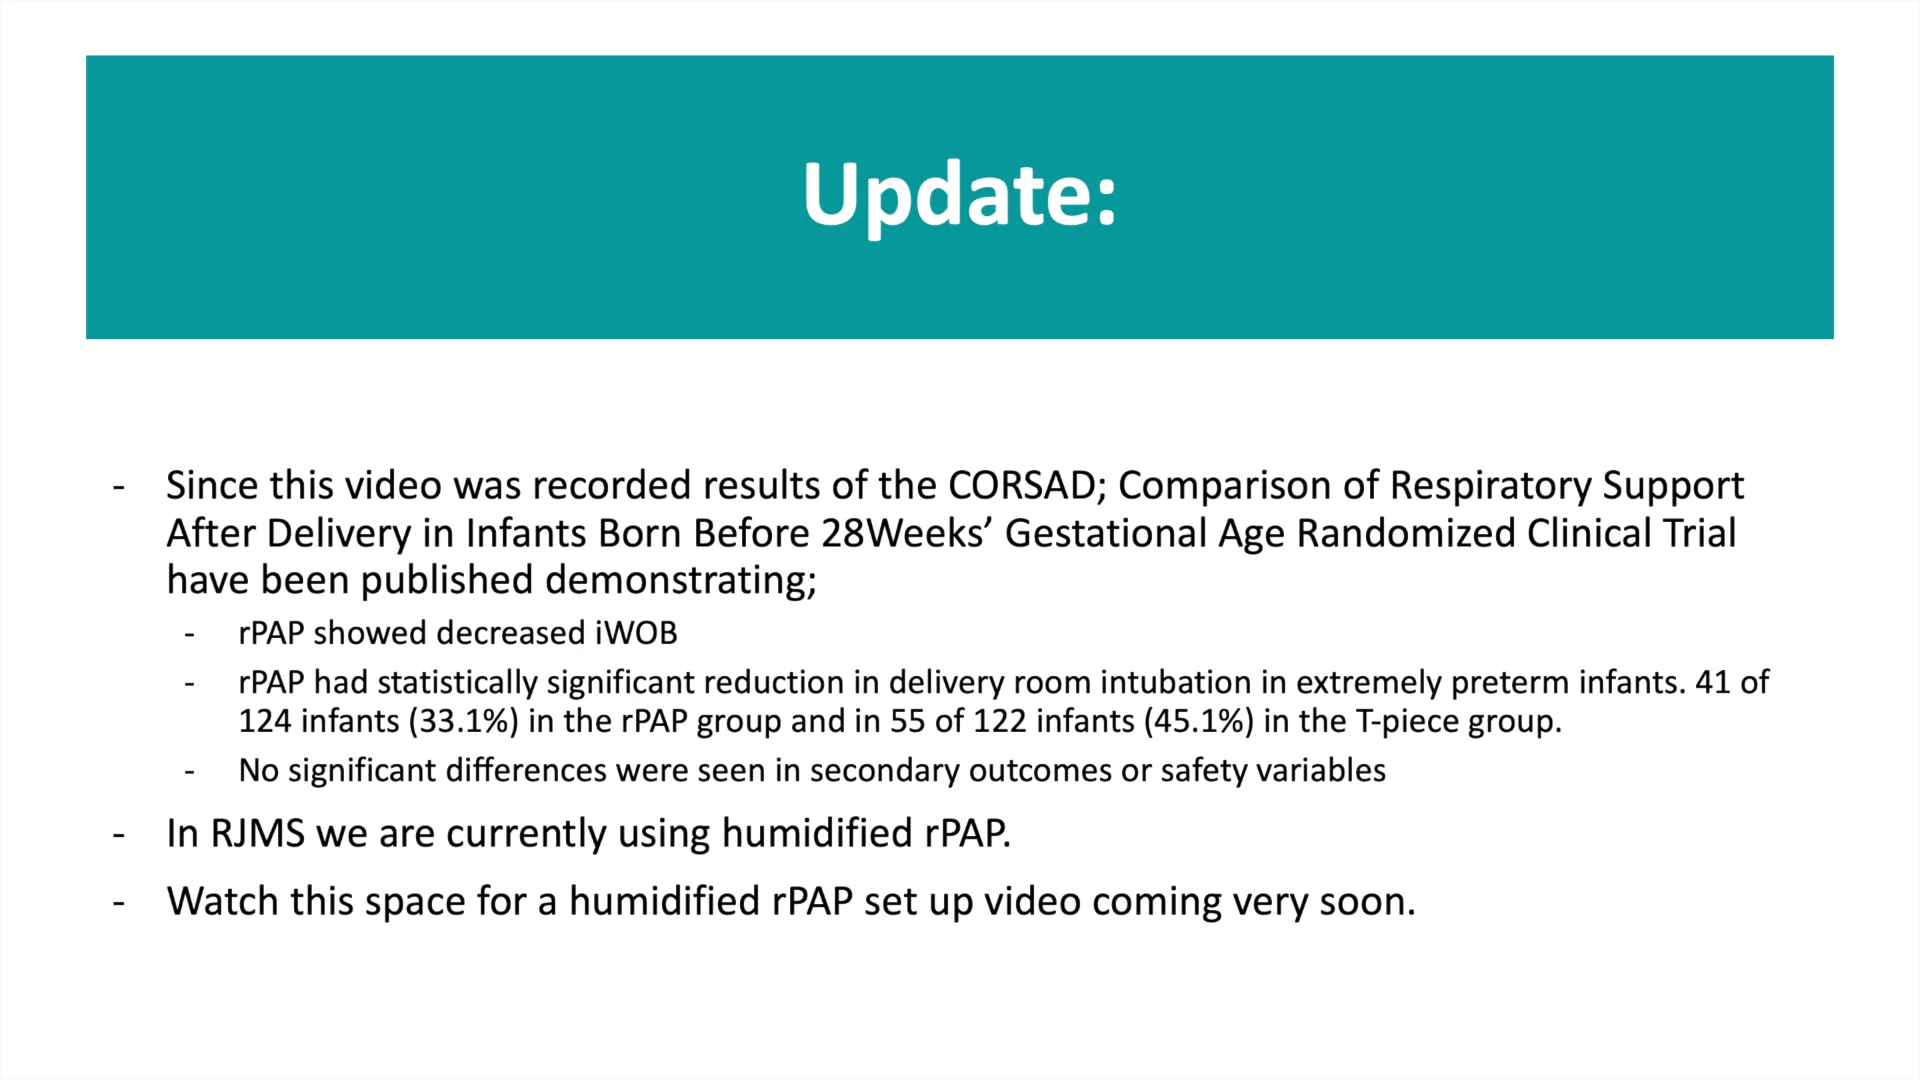 Update:
- Since this video was recorded results of the CORSAD; Comparison of Respiratory Support
After Delivery in Infants Born Before 28Weeks’ Gestational Age Randomized Clinical Trial
have been published demonstrating;
- rPAP showed decreased iWOB
- rPAP had statistically significant reduction in delivery room intubation in extremely preterm infants. 41 of
124 infants (33.1%) in the rPAP group and in 55 of 122 infants (45.1%) in the T-piece group.
- No significant differences were seen in secondary outcomes or safety variables
- In RJMS we are currently using humidified rPAP.
- Watch this space for a humidified rPAP set up video coming very soon.